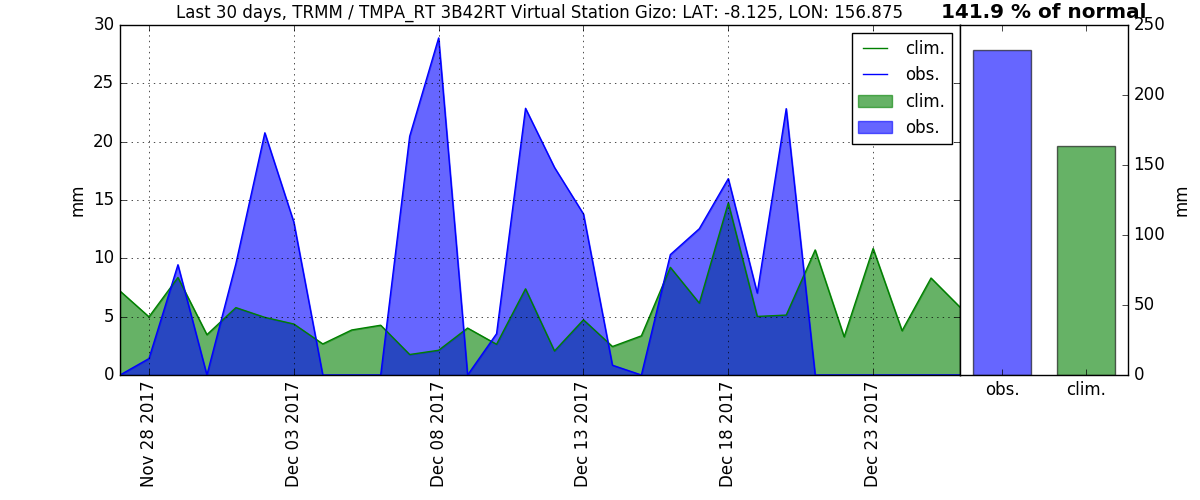 Last 30 days, TRMM / TMPA_RT 3B42RT Virtual Station Gizo: LAT: -8.125, LON: 156.875
141.9 % of normal
30
25
20
15
10
5
0
mm
clim.
obs.
clim.
obs.
250
200
150
100
50
0
mm
Nov 28 2017
Dec 03 2017
Dec 08 2017
Dec 13 2017
Dec 18 2017
Dec 23 2017
obs.
clim.